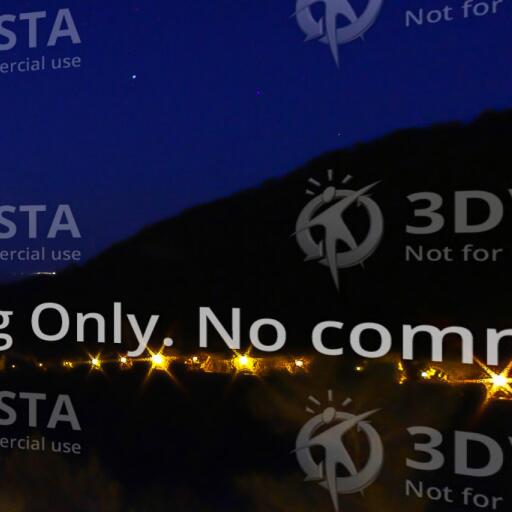 STA
ercial use
Not for
STA
ercial use
3DV
Not for
g Only. No comm
STA
ercial use
3DV
Not for